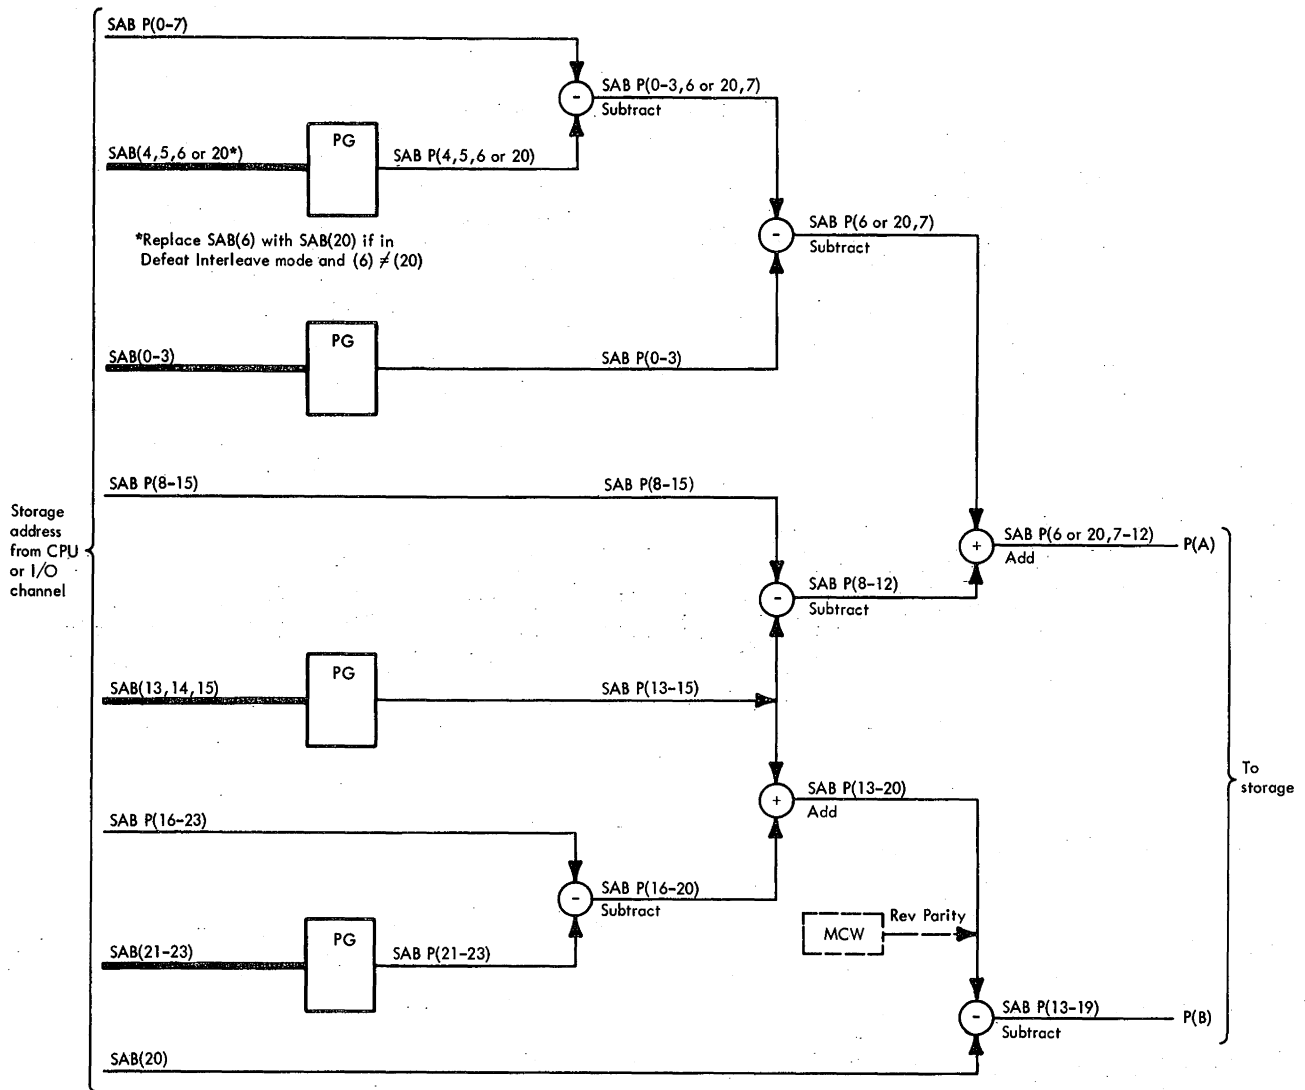 SAB P(0-7)
SAB P(0-3,6 or 20,7)
-
Subtract
PG
SAB(4,5,6 or 20*)
SAB P(4,5,6 or 20)
*Replace SAB(6) with SAB(20) if in
Defeat Interleave mode and (6) ≠ (20)
SAB P(6 or 20,7)
-
Subtract
PG
SAB(0-3)
SAB P(0-3)
SAB P(8-15)
SAB P(8-15)
Storage
address
from CPU
or I/O
channel
SAB P(6 or 20,7-12)
+
P(A)
Add
SAB P(8-12)
-
Subtract
PG
SAB(13,14,15)
SAB P(13-15)
To
storage
SAB P(13-20)
+
Add
SAB P(16-23)
SAB P(16-20)
-
Subtract
Rev Parity
MCW
PG
SAB(21-23)
SAB P(21-23)
SAB P(13-19)
-
P(B)
Subtract
SAB(20)